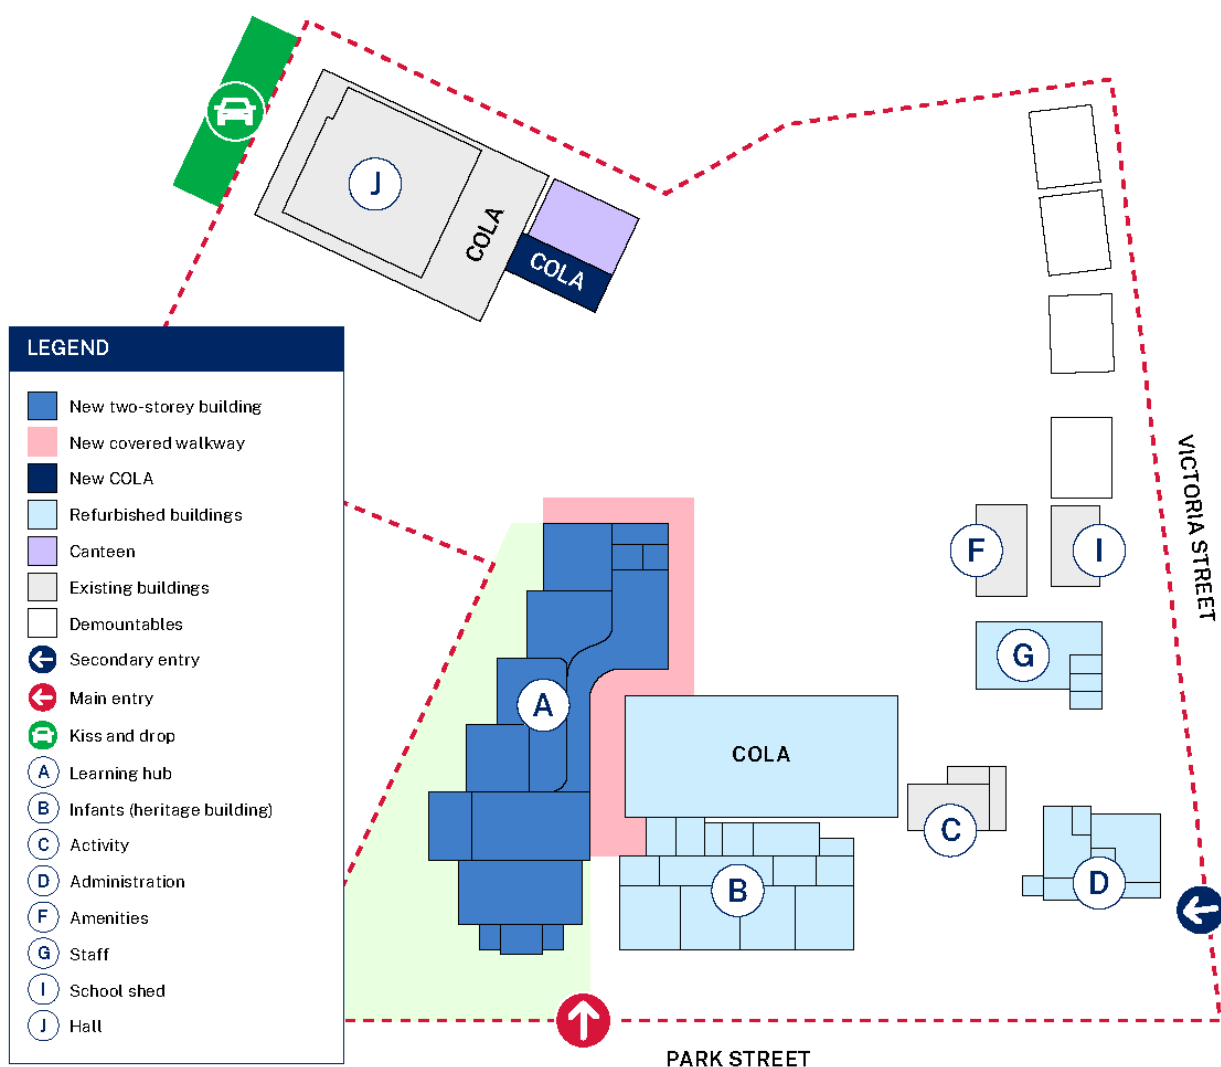 J
COLA
COLA
LEGEND
New two-storey building
New covered walkway
New COLA
Refurbished buildings
Canteen
Existing buildings
Demountables
Secondary entry
Main entry
Kiss and drop
A Learning hub
B Infants (heritage building)
C Activity
D Administration
F Amenities
G Staff
I School shed
J Hall
VICTORIA STREET
F
I
G
A
COLA
C
B
D
PARK STREET